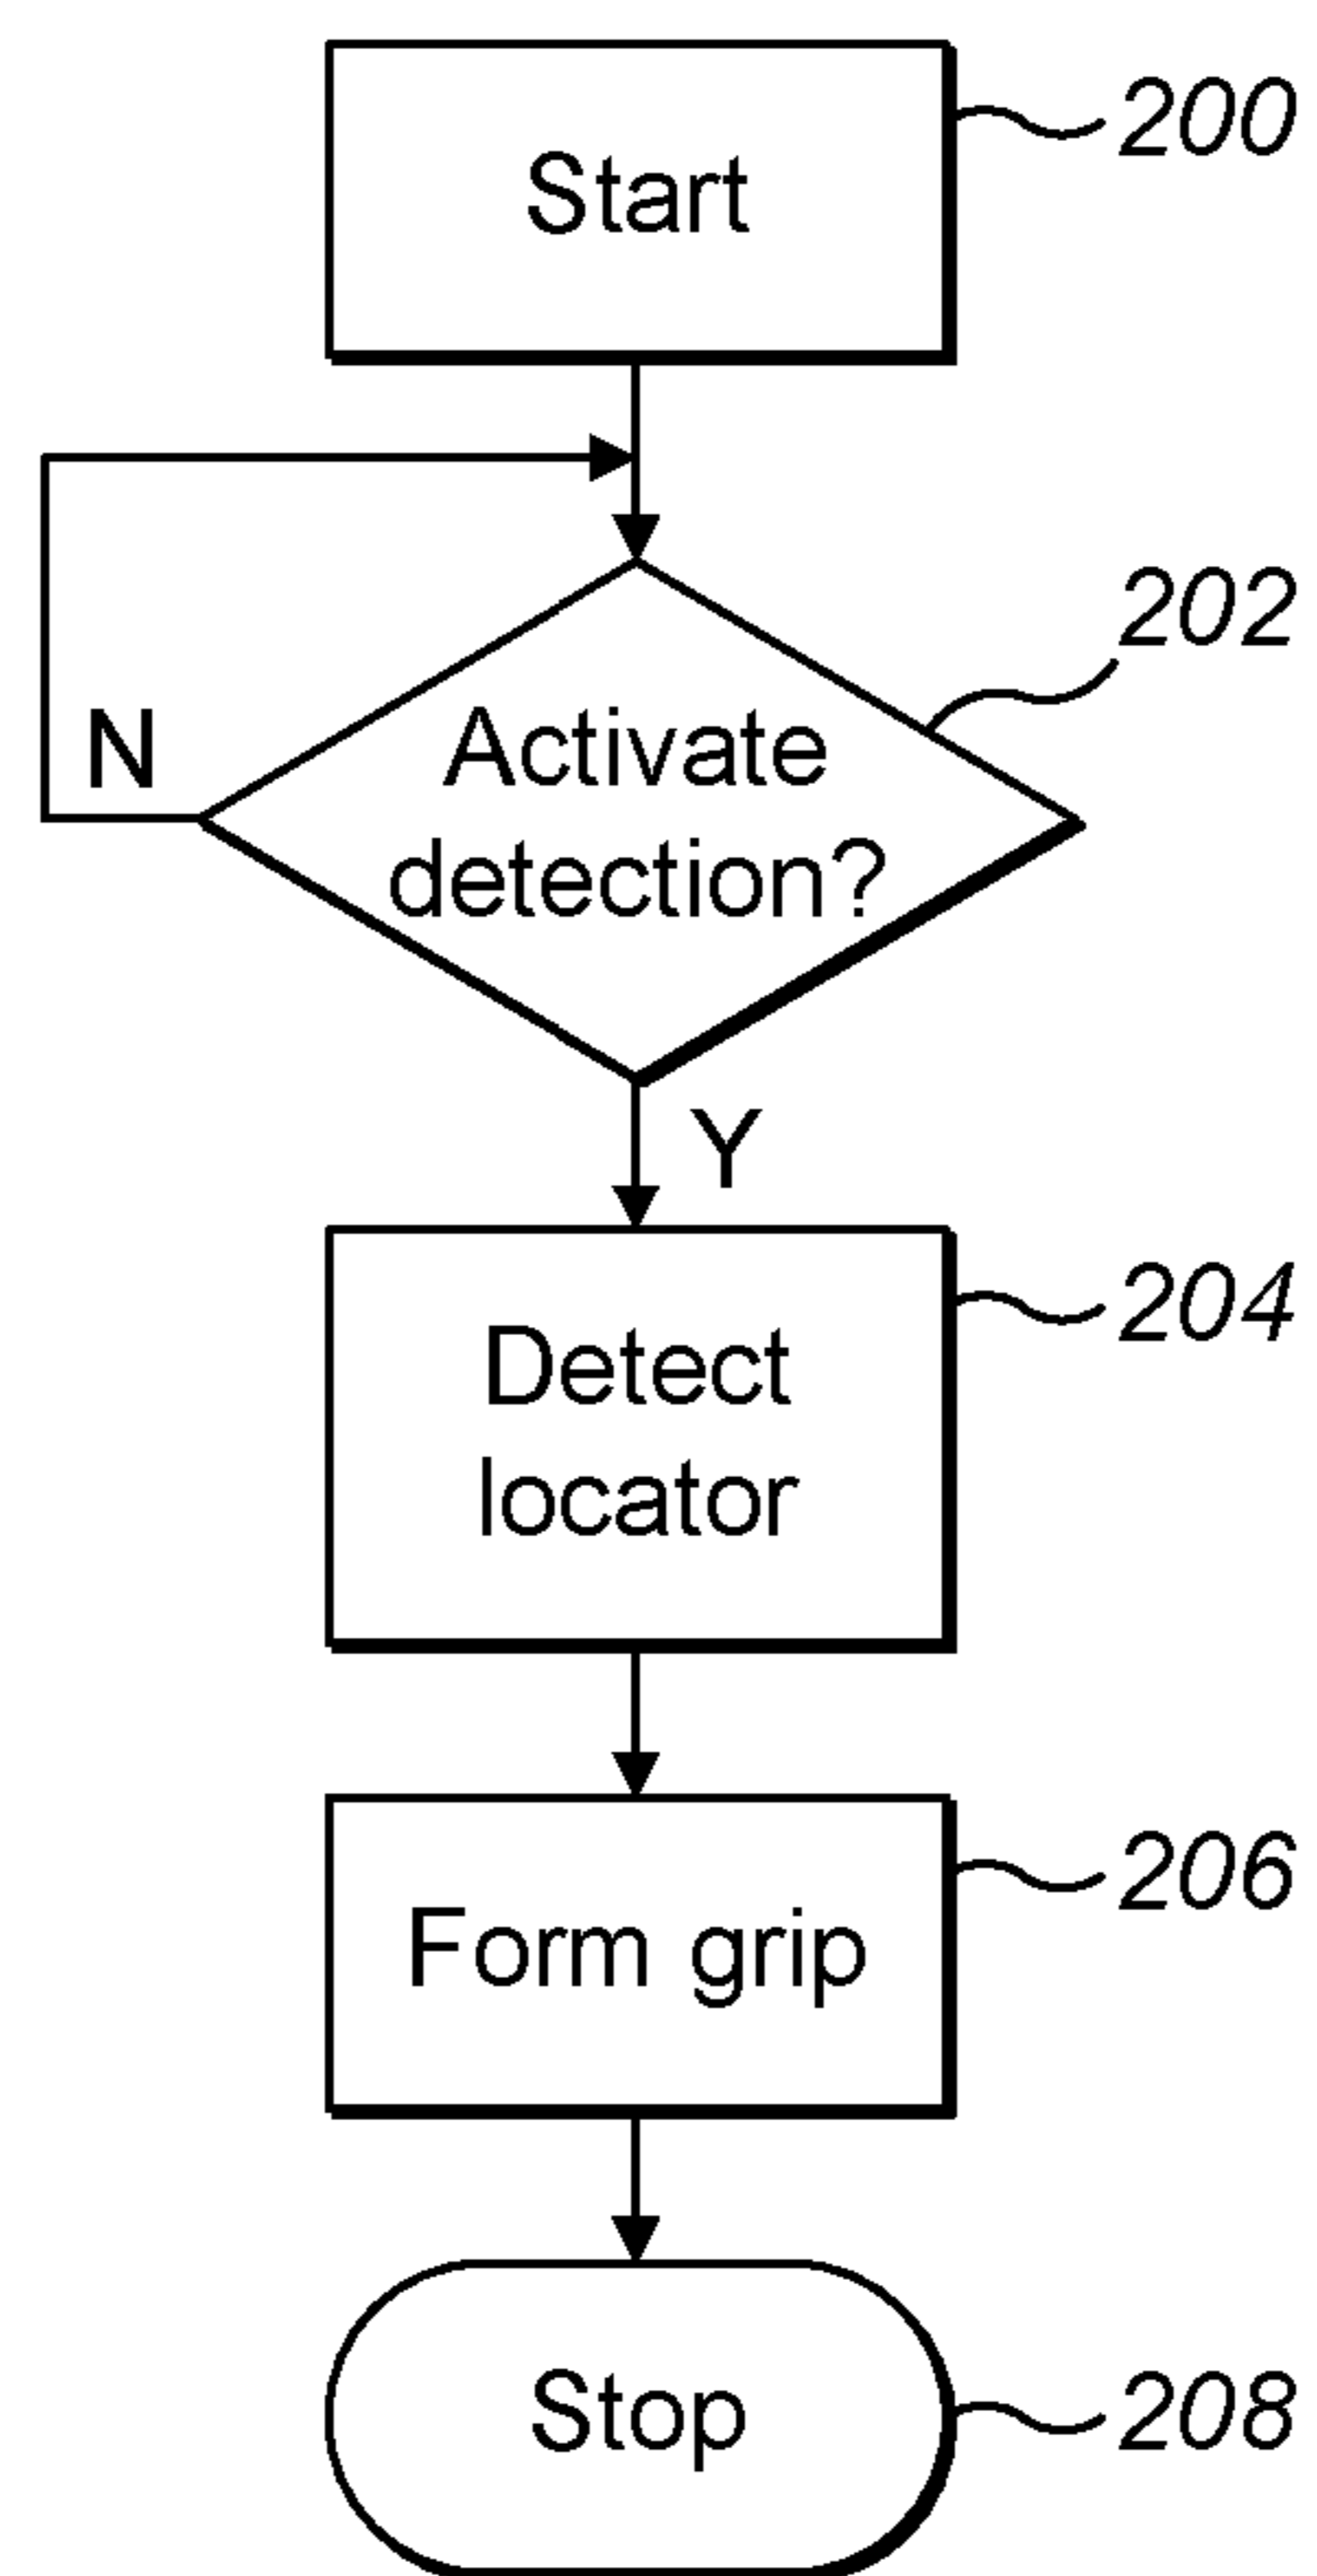 Start
200
202
N
Activate
detection?
Y
204
Detect
locator
206
Form grip
Stop
208